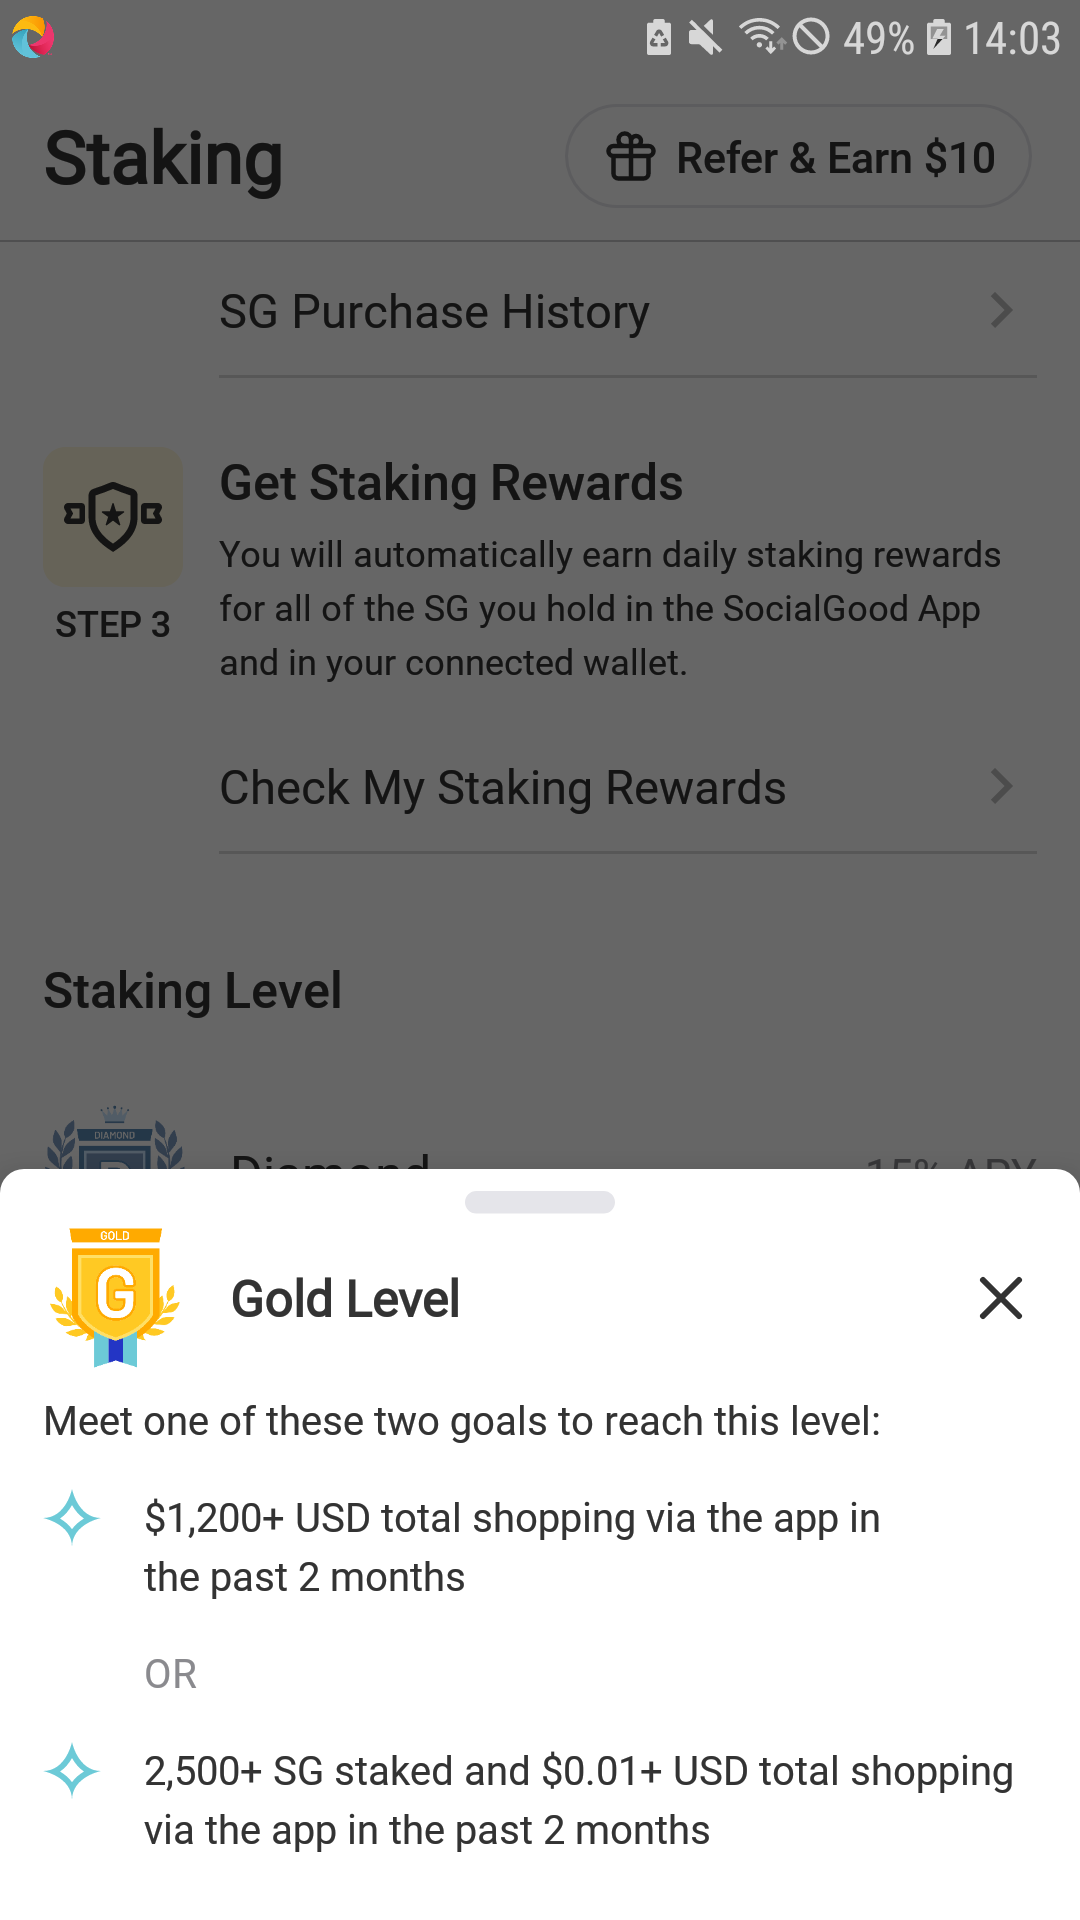 49% 14:03
Staking
Refer & Earn $10
SG Purchase History
Get Staking Rewards
You will automatically earn daily staking rewards
for all of the SG you hold in the SocialGood App
and in your connected wallet.
STEP 3
Check My Staking Rewards
Staking Level
DIAMOND
Diamond
15% APY
GOLD
G
Gold Level
Meet one of these two goals to reach this level:
$1,200+ USD total shopping via the app in
the past 2 months
OR
2,500+ SG staked and $0.01+ USD total shopping
via the app in the past 2 months